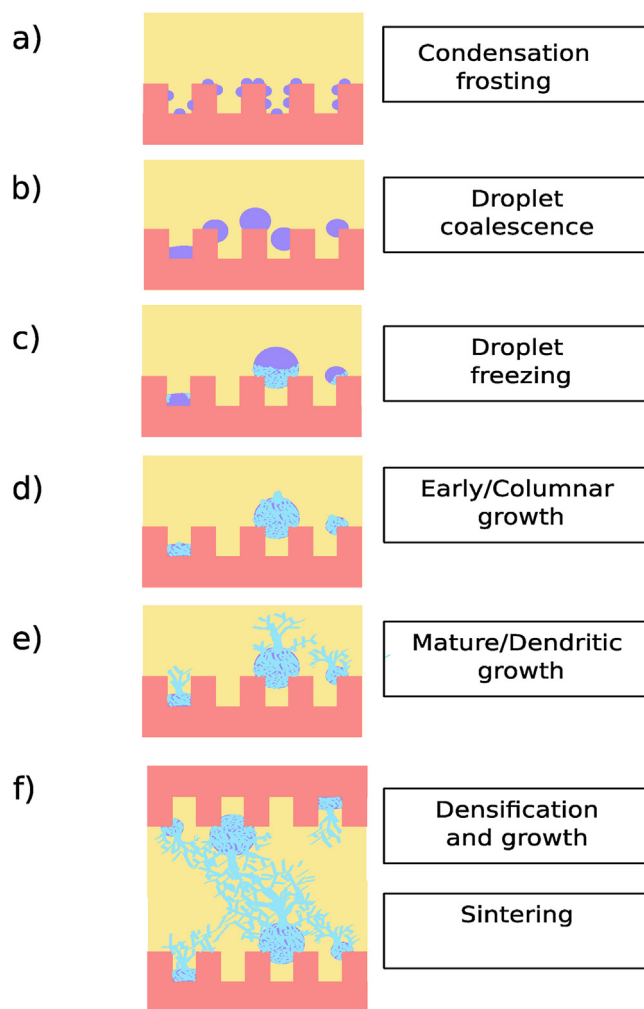 a)
Condensation
frosting
b)
Droplet
coalescence
c)
Droplet
freezing
d)
Early/Columnar
growth
e)
Mature/Dendritic
growth
f)
Densification
and growth
Sintering